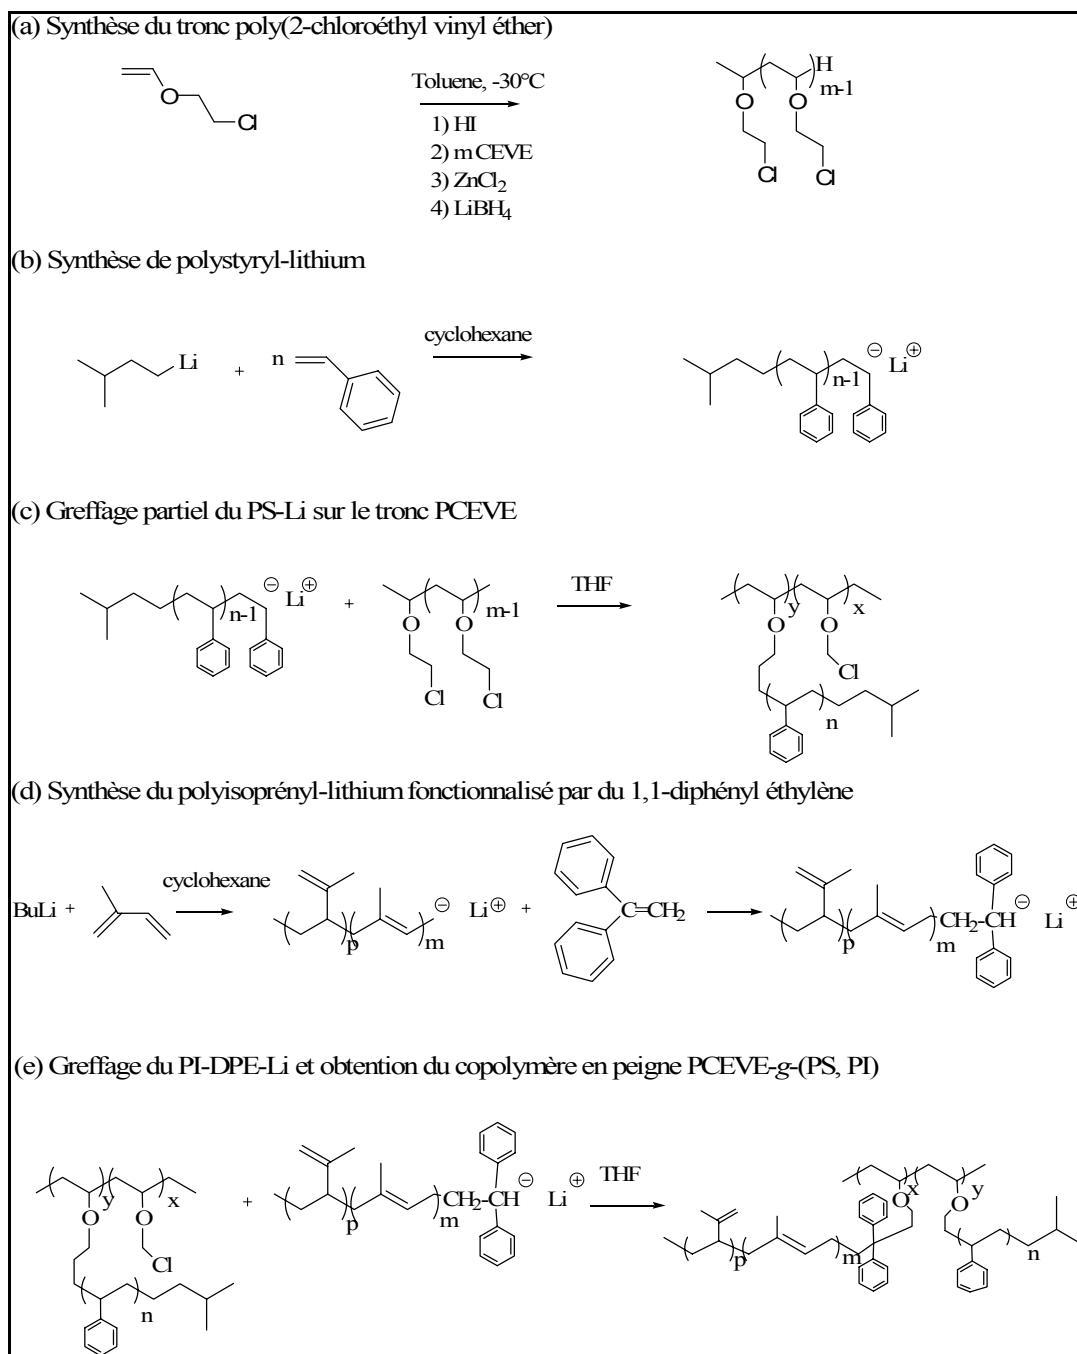 (a) Synthèse du tronc poly(2-chloroéthyl vinyl éther)
O
Cl
Toluene, -30°C
1) HI
2) m CEVE
3) ZnCl2
4) LiBH4
H
m-1
O O
Cl Cl
(b) Synthèse de polystyryl-lithium
Li
+ n
cyclohexane
n-1
⊖ Li⊕
(c) Greffage partiel du PS-Li sur le tronc PCEVE
n-1
⊖ Li⊕
+
m-1
O O
Cl Cl
THF
y x
O O
Cl
n
(d) Synthèse du polyisoprényl-lithium fonctionnalisé par du 1,1-diphényl éthylène
BuLi +
cyclohexane
p m
⊖ Li⊕ +
C=CH2
p m
CH2-CH
⊖ Li⊕
(e) Greffage du PI-DPE-Li et obtention du copolymère en peigne PCEVE-g-(PS, PI)
y x
O O
Cl
n
+
p m
CH2-CH
⊖ Li⊕
THF
x y
O O
p m n